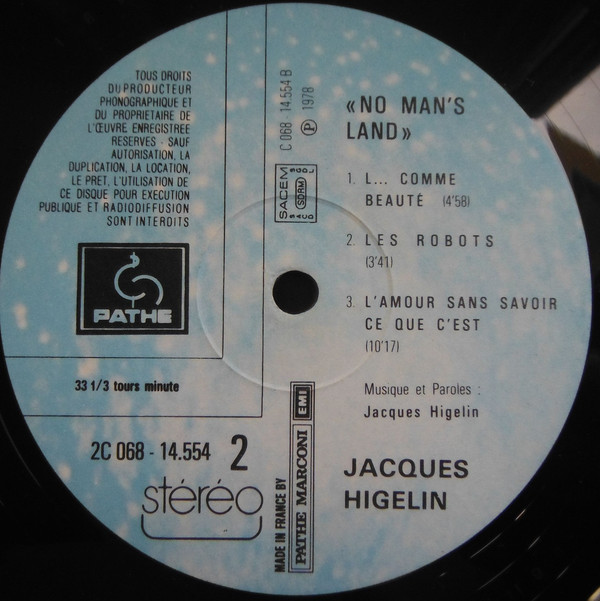 TOUS DROITS
DU PRODUCTEUR
PHONOGRAPHIQUE ET
DU PROPRIETAIRE DE
L'ŒUVRE ENREGISTREE
RESERVES - SAUF
AUTORISATION, LA
DUPLICATION, LA LOCATION,
LE PRET, L'UTILISATION DE
CE DISQUE POUR EXECUTION
PUBLIQUE ET RADIODIFFUSION
SONT INTERDITS
PATHE
33 1/3 tours minute
2C 068 - 14.554 2
stéréo
C 068 - 14.554 B
Ⓟ 1978
SACEM
SDRM
MADE IN FRANCE BY
PATHE MARCONI EMI
«NO MAN'S
LAND»
1. L... COMME
BEAUTÉ (4'58)
2. LES ROBOTS
(3'41)
3. L'AMOUR SANS SAVOIR
CE QUE C'EST
(10'17)
Musique et Paroles :
Jacques Higelin
JACQUES
HIGELIN